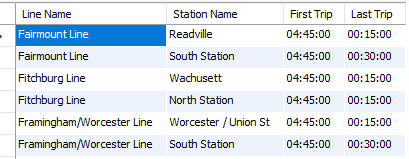 Line Name Station Name First Trip Last Trip
Fairmount Line Readville 04:45:00 00:15:00
Fairmount Line South Station 04:45:00 00:30:00
Fitchburg Line Wachusett 04:45:00 00:15:00
Fitchburg Line North Station 04:45:00 00:15:00
Framingham/Worcester Line Worcester / Union St 04:45:00 00:15:00
Framingham/Worcester Line South Station 04:45:00 00:30:00